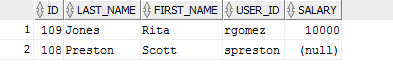 ID LAST_NAME FIRST_NAME USER_ID SALARY
1 109 Jones Rita rgomez 10000
2 108 Preston Scott spreston (null)